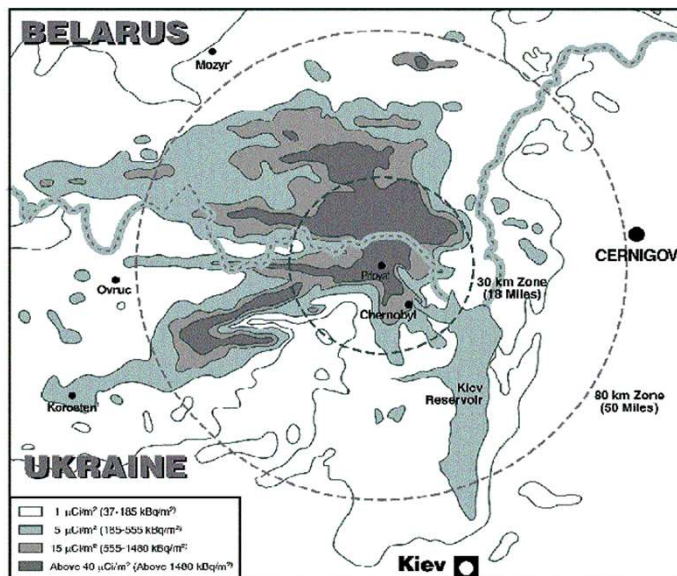 BELARUS
Mozyr'
CERNIGOV
30 km Zone
(18 Miles)
Ovruc
Chernobyl
Kiev
Reservoir
80 km Zone
(50 Miles)
Korosten'
UKRAINE
1 µCi/m² (37-185 kBq/m²)
5 µCi/m² (185-555 kBq/m²)
15 µCi/m² (555-1480 kBq/m²)
Above 40 µCi/m² (Above 1480 kBq/m²)
Kiev